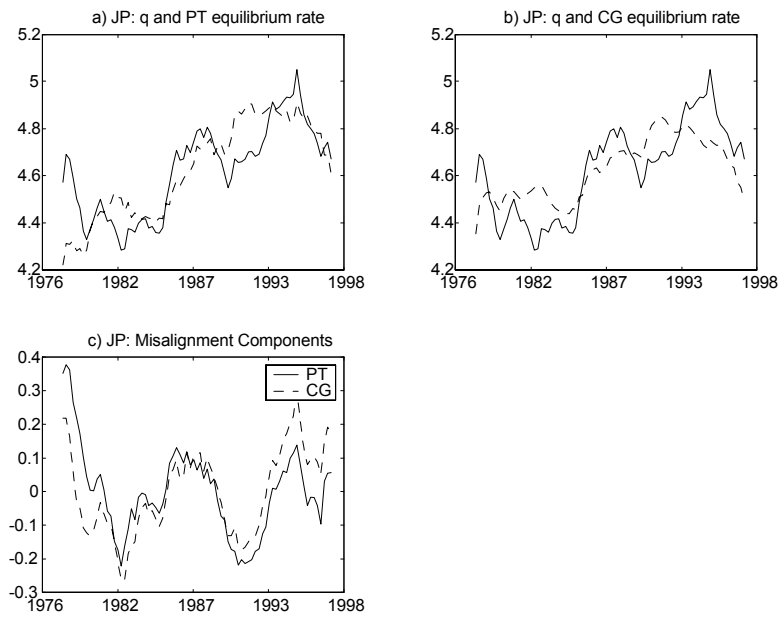 a) JP: q and PT equilibrium rate
5.2
5
4.8
4.6
4.4
4.2
1976 1982 1987 1993 1998
b) JP: q and CG equilibrium rate
5.2
5
4.8
4.6
4.4
4.2
1976 1982 1987 1993 1998
c) JP: Misalignment Components
0.4
0.3
0.2
0.1
0
-0.1
-0.2
-0.3
PT
CG
1976 1982 1987 1993 1998